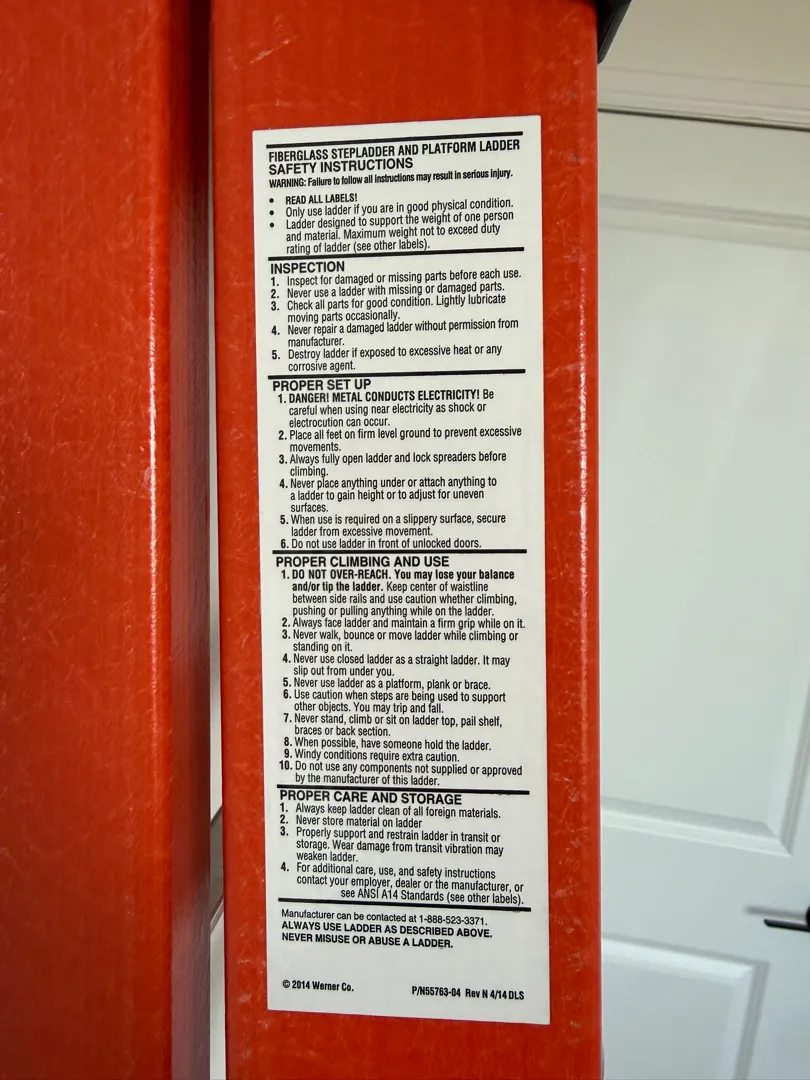 FIBERGLASS STEPLADDER AND PLATFORM LADDER
SAFETY INSTRUCTIONS
WARNING: Failure to follow all instructions may result in serious injury.
• READ ALL LABELS!
• Only use ladder if you are in good physical condition.
• Ladder designed to support the weight of one person
and material. Maximum weight not to exceed duty
rating of ladder (see other labels).
INSPECTION
1. Inspect for damaged or missing parts before each use.
2. Never use a ladder with missing or damaged parts.
3. Check all parts for good condition. Lightly lubricate
moving parts occasionally.
4. Never repair a damaged ladder without permission from
manufacturer.
5. Destroy ladder if exposed to excessive heat or any
corrosive agent.
PROPER SET UP
1. DANGER! METAL CONDUCTS ELECTRICITY! Be
careful when using near electricity as shock or
electrocution can occur.
2. Place all feet on firm level ground to prevent excessive
movements.
3. Always fully open ladder and lock spreaders before
climbing.
4. Never place anything under or attach anything to
a ladder to gain height or to adjust for uneven
surfaces.
5. When use is required on a slippery surface, secure
ladder from excessive movement.
6. Do not use ladder in front of unlocked doors.
PROPER CLIMBING AND USE
1. DO NOT OVER-REACH. You may lose your balance
and/or tip the ladder. Keep center of waistline
between side rails and use caution whether climbing,
pushing or pulling anything while on the ladder.
2. Always face ladder and maintain a firm grip while on it.
3. Never walk, bounce or move ladder while climbing or
standing on it.
4. Never use closed ladder as a straight ladder. It may
slip out from under you.
5. Never use ladder as a platform, plank or brace.
6. Use caution when steps are being used to support
other objects. You may trip and fall.
7. Never stand, climb or sit on ladder top, pail shelf,
braces or back section.
8. When possible, have someone hold the ladder.
9. Windy conditions require extra caution.
10. Do not use any components not supplied or approved
by the manufacturer of this ladder.
PROPER CARE AND STORAGE
1. Always keep ladder clean of all foreign materials.
2. Never store material on ladder
3. Properly support and restrain ladder in transit or
storage. Wear damage from transit vibration may
weaken ladder.
4. For additional care, use, and safety instructions
contact your employer, dealer or the manufacturer, or
see ANSI A14 Standards (see other labels).
Manufacturer can be contacted at 1-888-523-3371.
ALWAYS USE LADDER AS DESCRIBED ABOVE.
NEVER MISUSE OR ABUSE A LADDER.
© 2014 Werner Co. P/N55763-04 Rev N 4/14 DLS